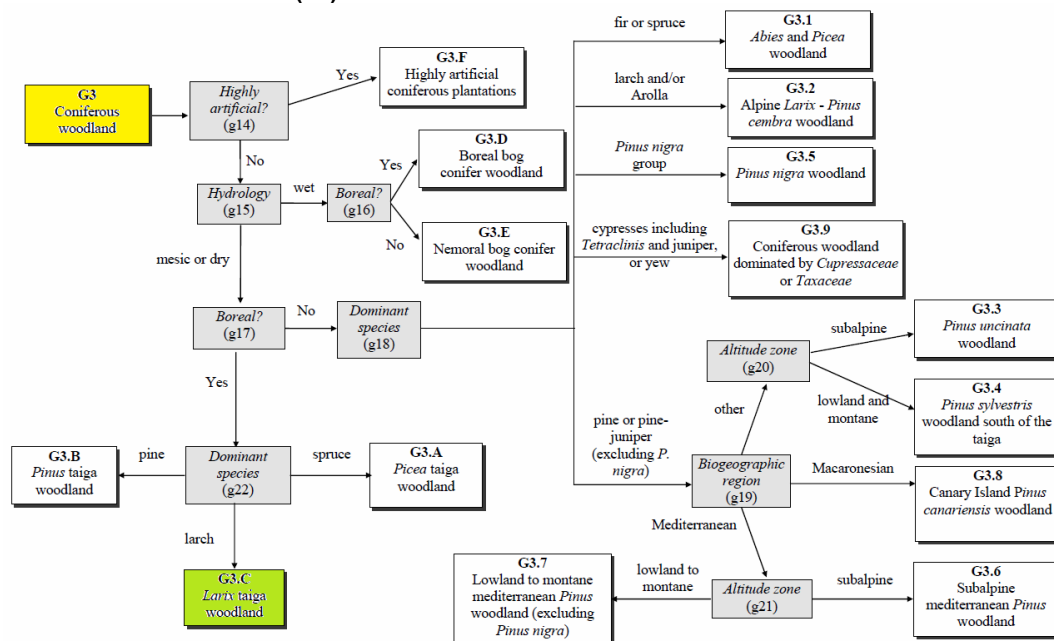 (   )
G3
Coniferous
woodland
Highly
artificial?
(g14)
Yes
G3.F
Highly artificial
coniferous plantations
No
Hydrology
(g15)
wet
Boreal?
(g16)
Yes
G3.D
Boreal bog
conifer woodland
No
G3.E
Nemoral bog conifer
woodland
mesic or dry
Boreal?
(g17)
No
Dominant
species
(g18)
fir or spruce
G3.1
Abies and Picea
woodland
larch and/or
Arolla
G3.2
Alpine Larix - Pinus
cembra woodland
Pinus nigra
group
G3.5
Pinus nigra woodland
cypresses including
Tetraclinis and juniper,
or yew
G3.9
Coniferous woodland
dominated by Cupressaceae
or Taxaceae
pine or pine-
juniper
(excluding P.
nigra)
Biogeographic
region
(g19)
other
Altitude zone
(g20)
subalpine
G3.3
Pinus uncinata
woodland
lowland and
montane
G3.4
Pinus sylvestris
woodland south of the
taiga
Macaronesian
G3.8
Canary Island Pinus
canariensis woodland
Mediterranean
Altitude zone
(g21)
lowland to
montane
G3.7
Lowland to montane
mediterranean Pinus
woodland (excluding
Pinus nigra)
subalpine
G3.6
Subalpine
mediterranean Pinus
woodland
Yes
Dominant
species
(g22)
pine
G3.B
Pinus taiga
woodland
spruce
G3.A
Picea taiga
woodland
larch
G3.C
Larix taiga
woodland